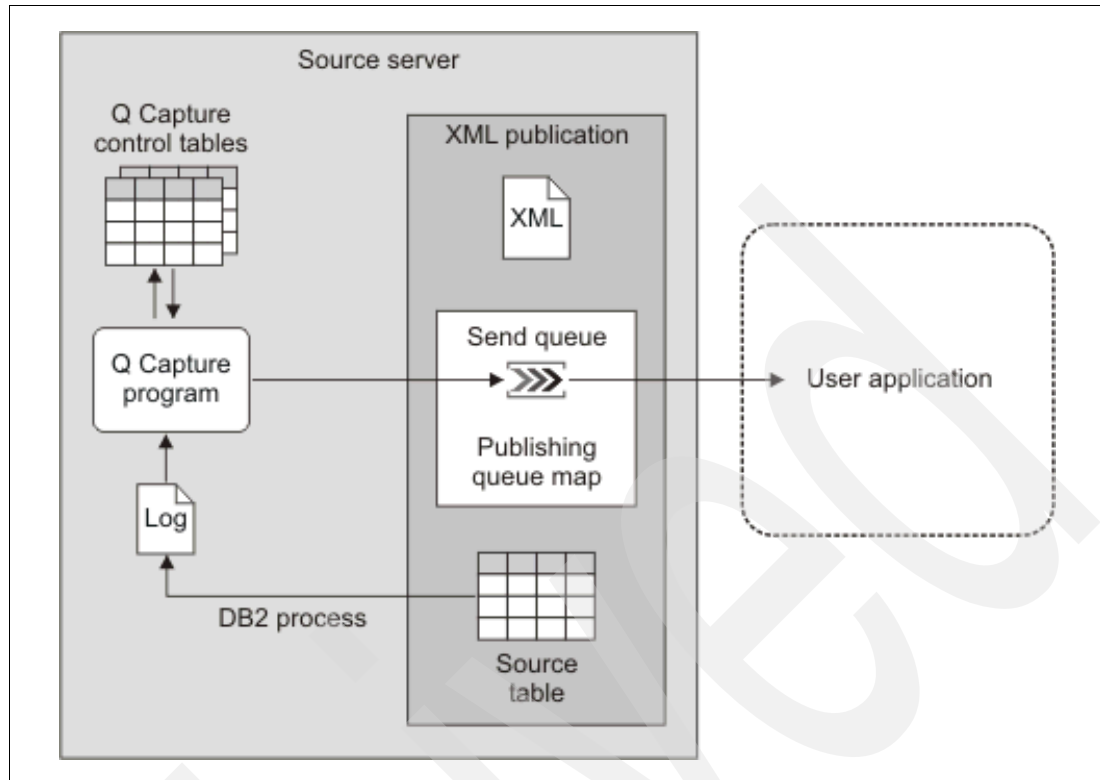 Source server
Q Capture
control tables
XML publication
XML
Send queue
Q Capture
program
User application
Publishing
queue map
Log
DB2 process
Source
table